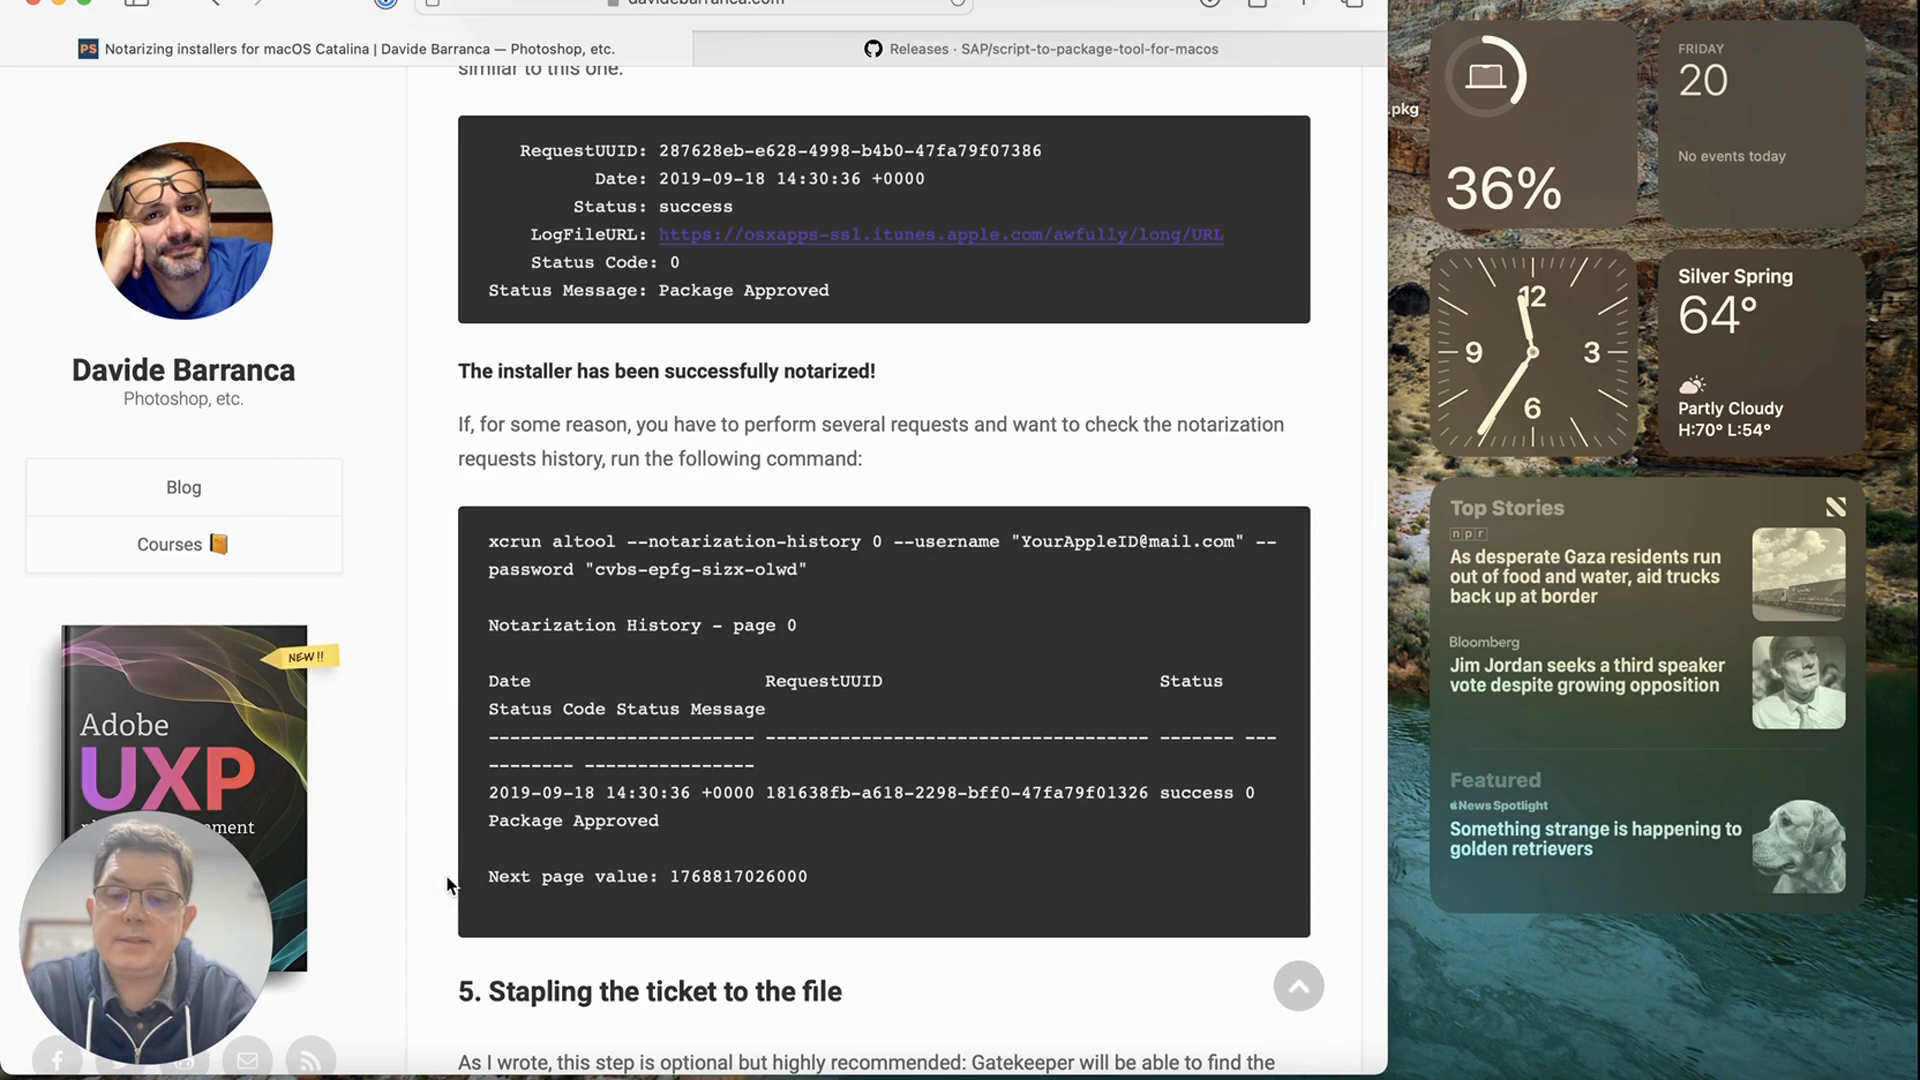 davidebarranca.com
PS Notarizing installers for macOS Catalina | Davide Barranca — Photoshop, etc.
Releases · SAP/script-to-package-tool-for-macos
similar to this one.
RequestUUID: 287628eb-e628-4998-b4b0-47fa79f07386
Date: 2019-09-18 14:30:36 +0000
Status: success
LogFileURL: https://osxapps-ssl.itunes.apple.com/awfully/long/URL
Status Code: 0
Status Message: Package Approved
Davide Barranca
Photoshop, etc.
Blog
Courses
NEW!!
Adobe
UXP
The installer has been successfully notarized!
If, for some reason, you have to perform several requests and want to check the notarization
requests history, run the following command:
xcrun altool --notarization-history 0 --username "YourAppleID@mail.com" --
password "cvbs-epfg-sizx-olwd"
Notarization History - page 0
Date RequestUUID Status
Status Code Status Message
------------------------- ------------------------------------ ------- ---
-------- ----------------
2019-09-18 14:30:36 +0000 181638fb-a618-2298-bff0-47fa79f01326 success 0
Package Approved
Next page value: 1768817026000
5. Stapling the ticket to the file
As I wrote, this step is optional but highly recommended: Gatekeeper will be able to find the
.pkg
36%
FRIDAY
20
No events today
12
3
6
9
Silver Spring
64°
Partly Cloudy
H:70° L:54°
Top Stories
npr
As desperate Gaza residents run
out of food and water, aid trucks
back up at border
Bloomberg
Jim Jordan seeks a third speaker
vote despite growing opposition
Featured
News Spotlight
Something strange is happening to
golden retrievers